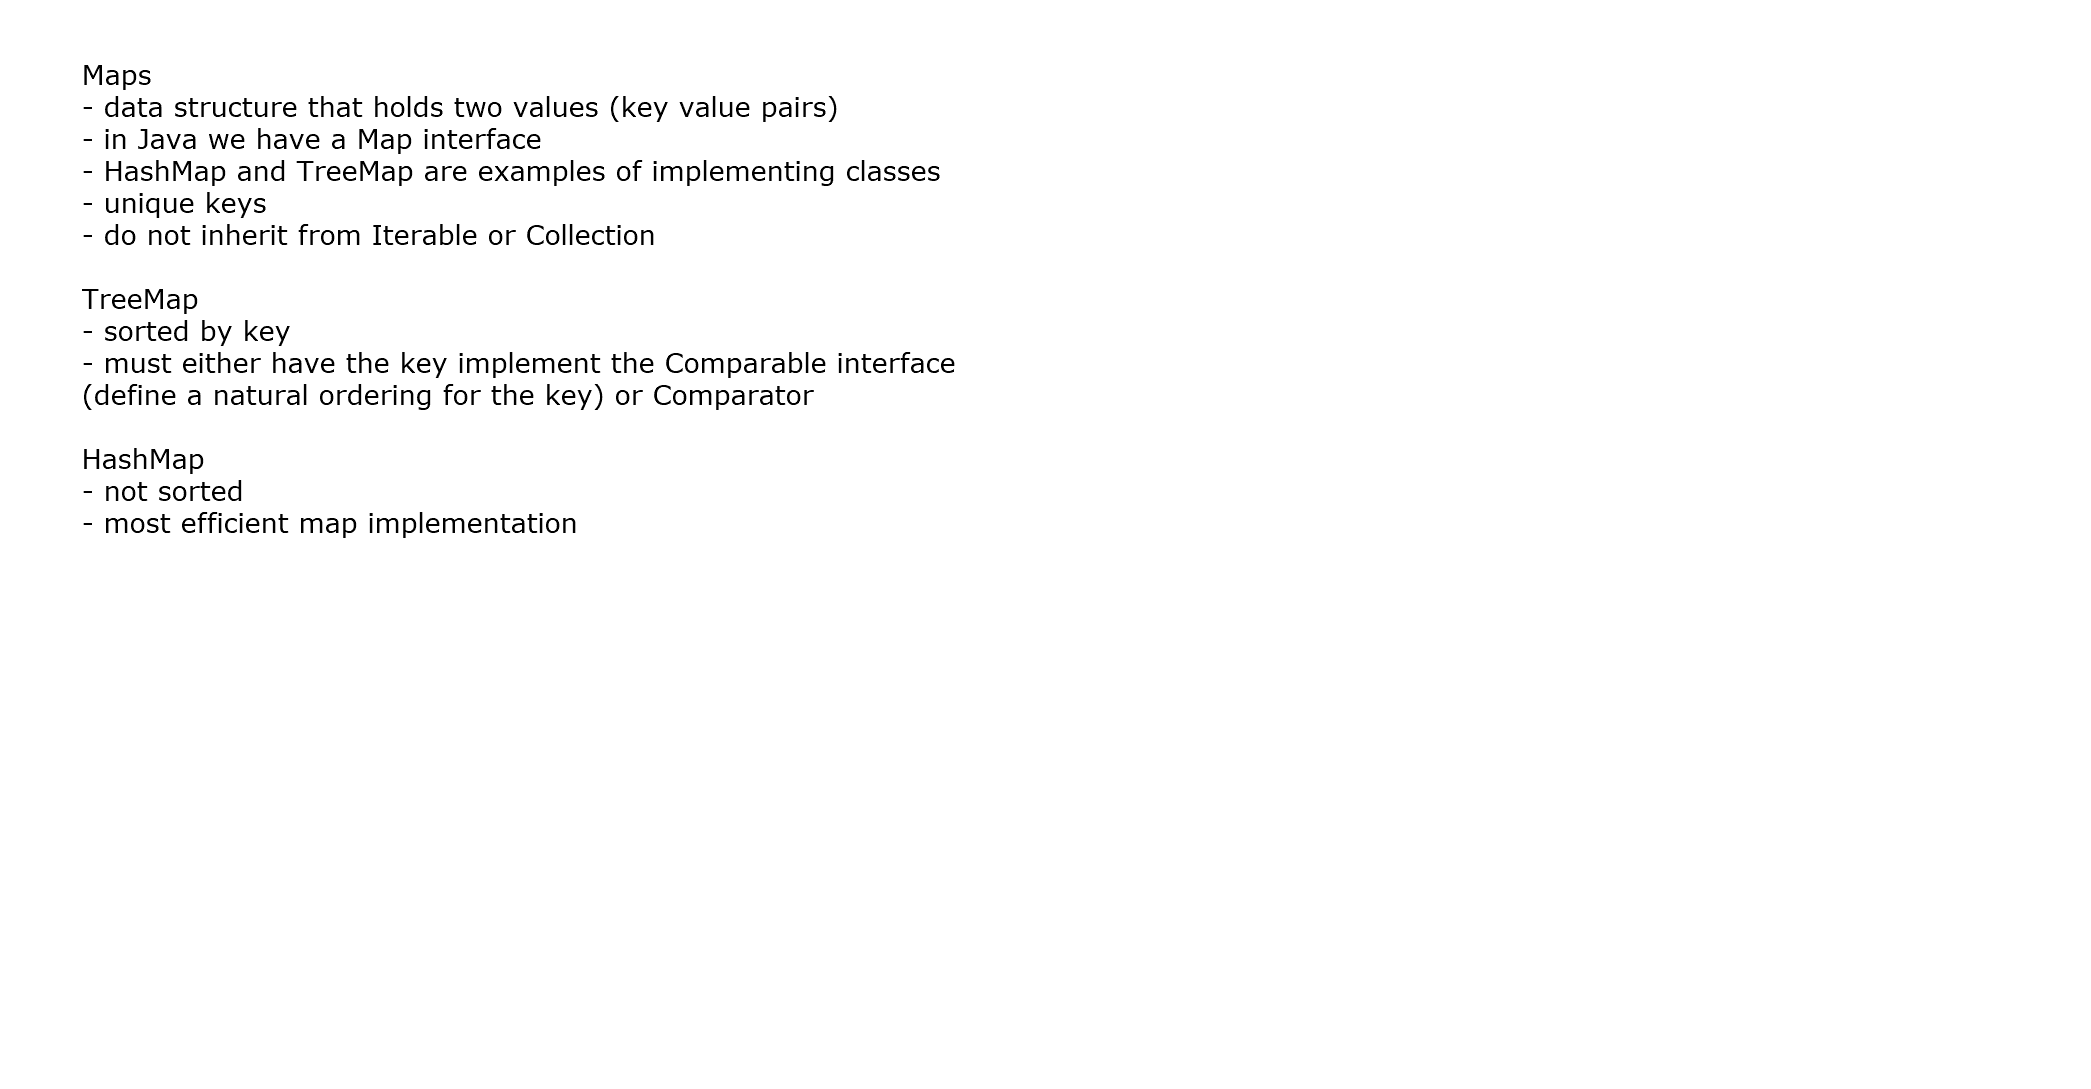 Maps
- data structure that holds two values (key value pairs)
- in Java we have a Map interface
- HashMap and TreeMap are examples of implementing classes
- unique keys
- do not inherit from Iterable or Collection
TreeMap
- sorted by key
- must either have the key implement the Comparable interface
(define a natural ordering for the key) or Comparator
HashMap
- not sorted
- most efficient map implementation